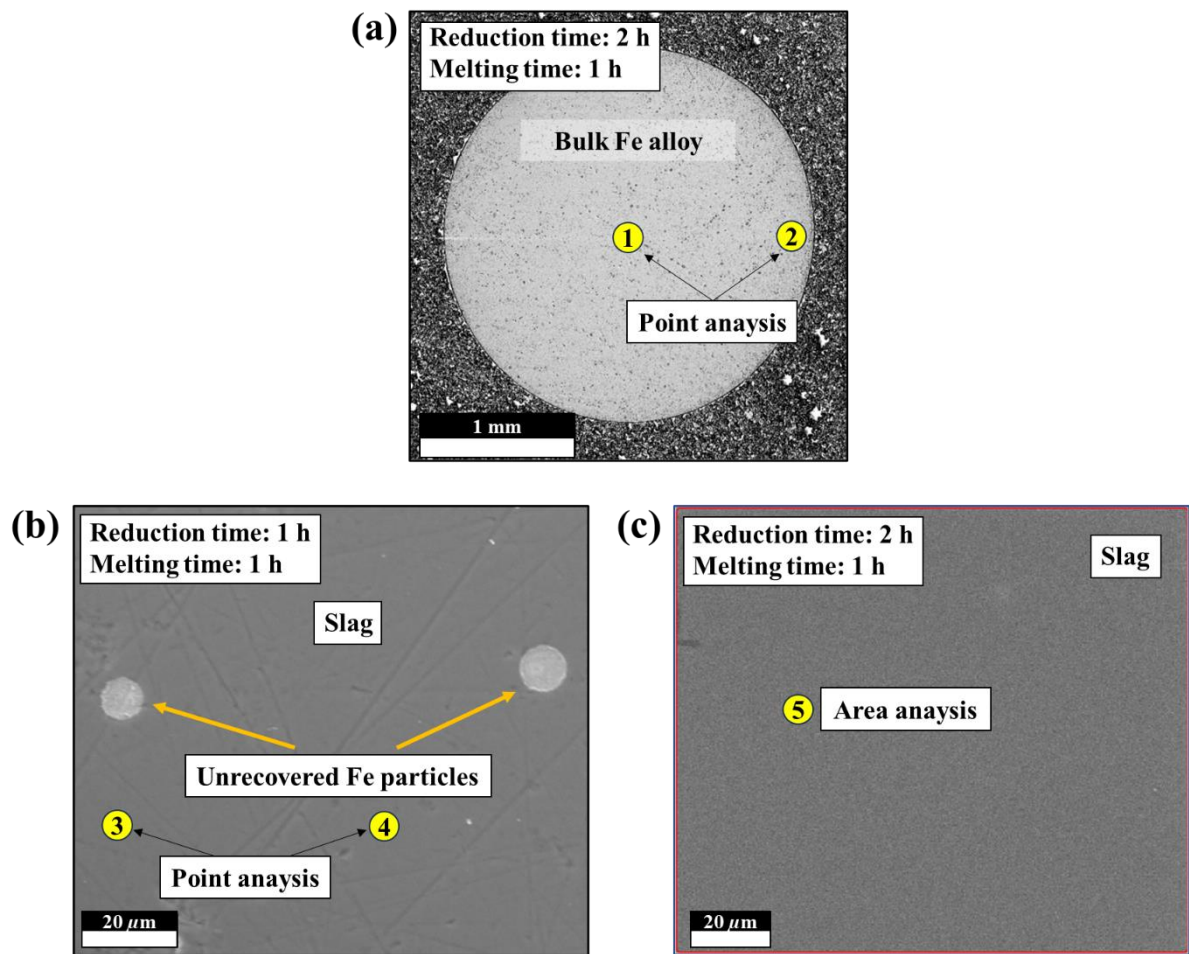 (a)
Reduction time: 2 h
Melting time: 1 h
Bulk Fe alloy
1
2
Point anaysis
1 mm
(b)
Reduction time: 1 h
Melting time: 1 h
Slag
Unrecovered Fe particles
3
4
Point anaysis
20 µm
(c)
Reduction time: 2 h
Melting time: 1 h
Slag
5
Area anaysis
20 µm